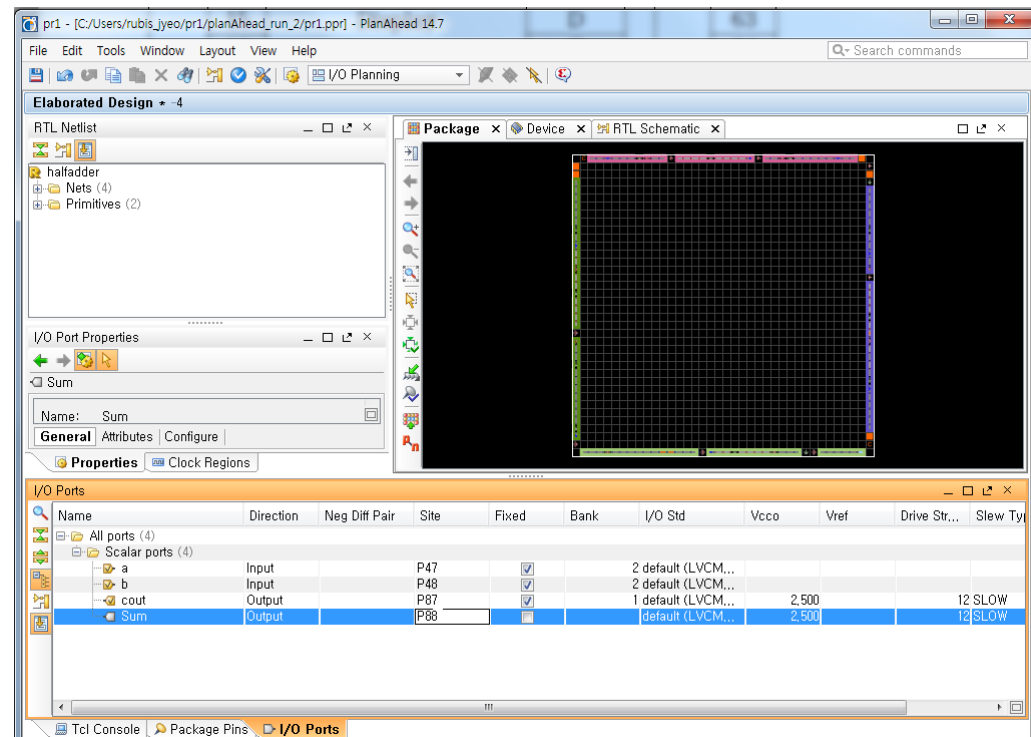 D 63
pr1 - [C:/Users/rubis_jyeo/pr1/planAhead_run_2/pr1.ppr] - PlanAhead 14.7
File Edit Tools Window Layout View Help
Search commands
I/O Planning
Elaborated Design * -4
RTL Netlist
Package Device RTL Schematic
halfadder
Nets (4)
Primitives (2)
I/O Port Properties
Sum
Name: Sum
General Attributes Configure
Properties Clock Regions
I/O Ports
Name Direction Neg Diff Pair Site Fixed Bank I/O Std Vcco Vref Drive Str... Slew Ty
All ports (4)
Scalar ports (4)
a Input P47 2 default (LVCM...
b Input P48 2 default (LVCM...
cout Output P87 1 default (LVCM... 2,500 12 SLOW
Sum Output P88 default (LVCM... 2,500 12 SLOW
Tcl Console Package Pins I/O Ports